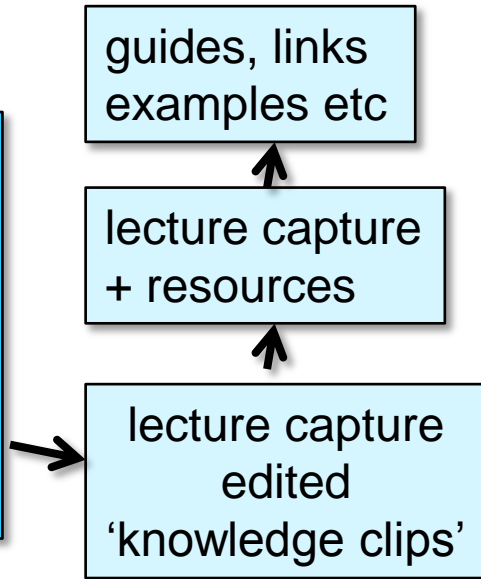 guides, links
examples etc
lecture capture
+ resources
lecture capture
edited
‘knowledge clips’